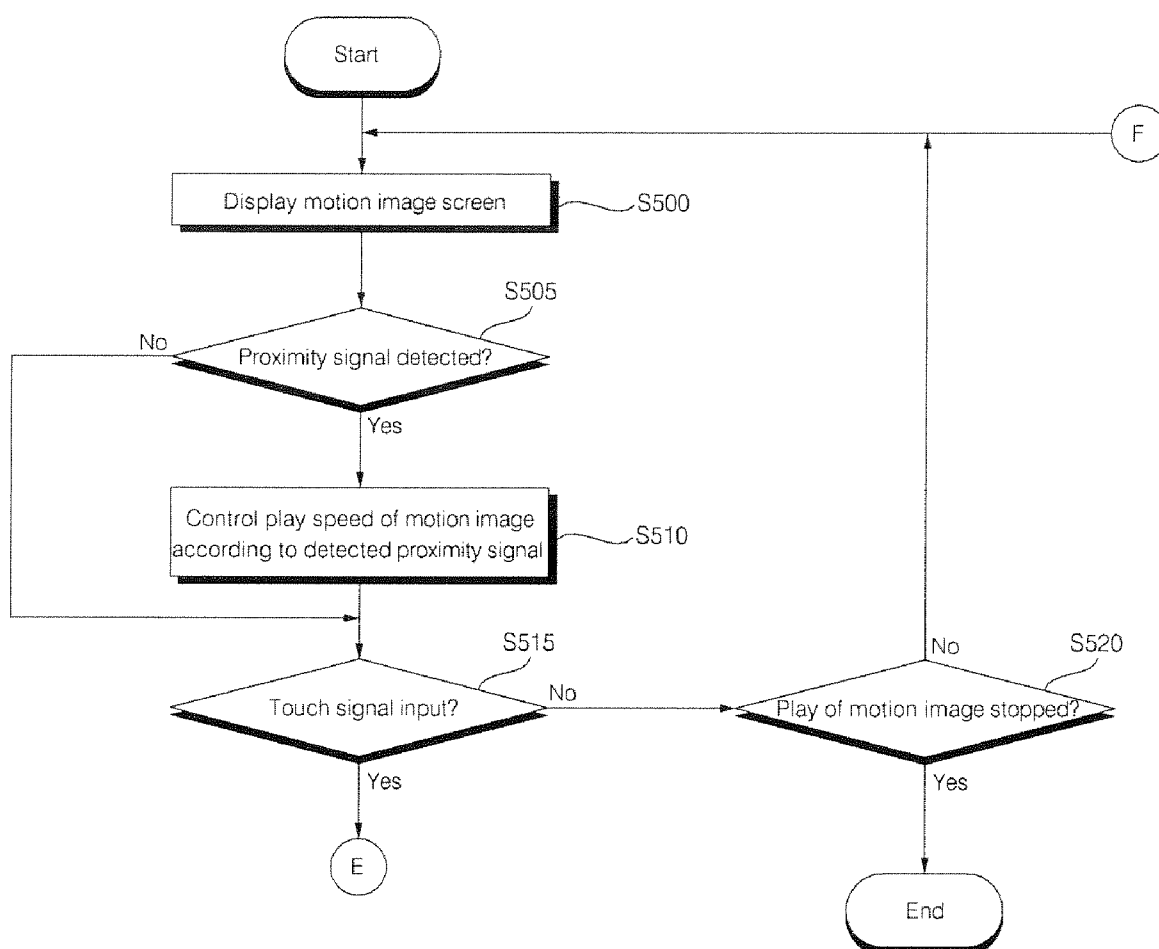 Start
F
Display motion image screen
S500
S505
No
Proximity signal detected?
Yes
Control play speed of motion image
according to detected proximity signal
S510
S515
Touch signal input?
No
Yes
E
No
S520
Play of motion image stopped?
Yes
End